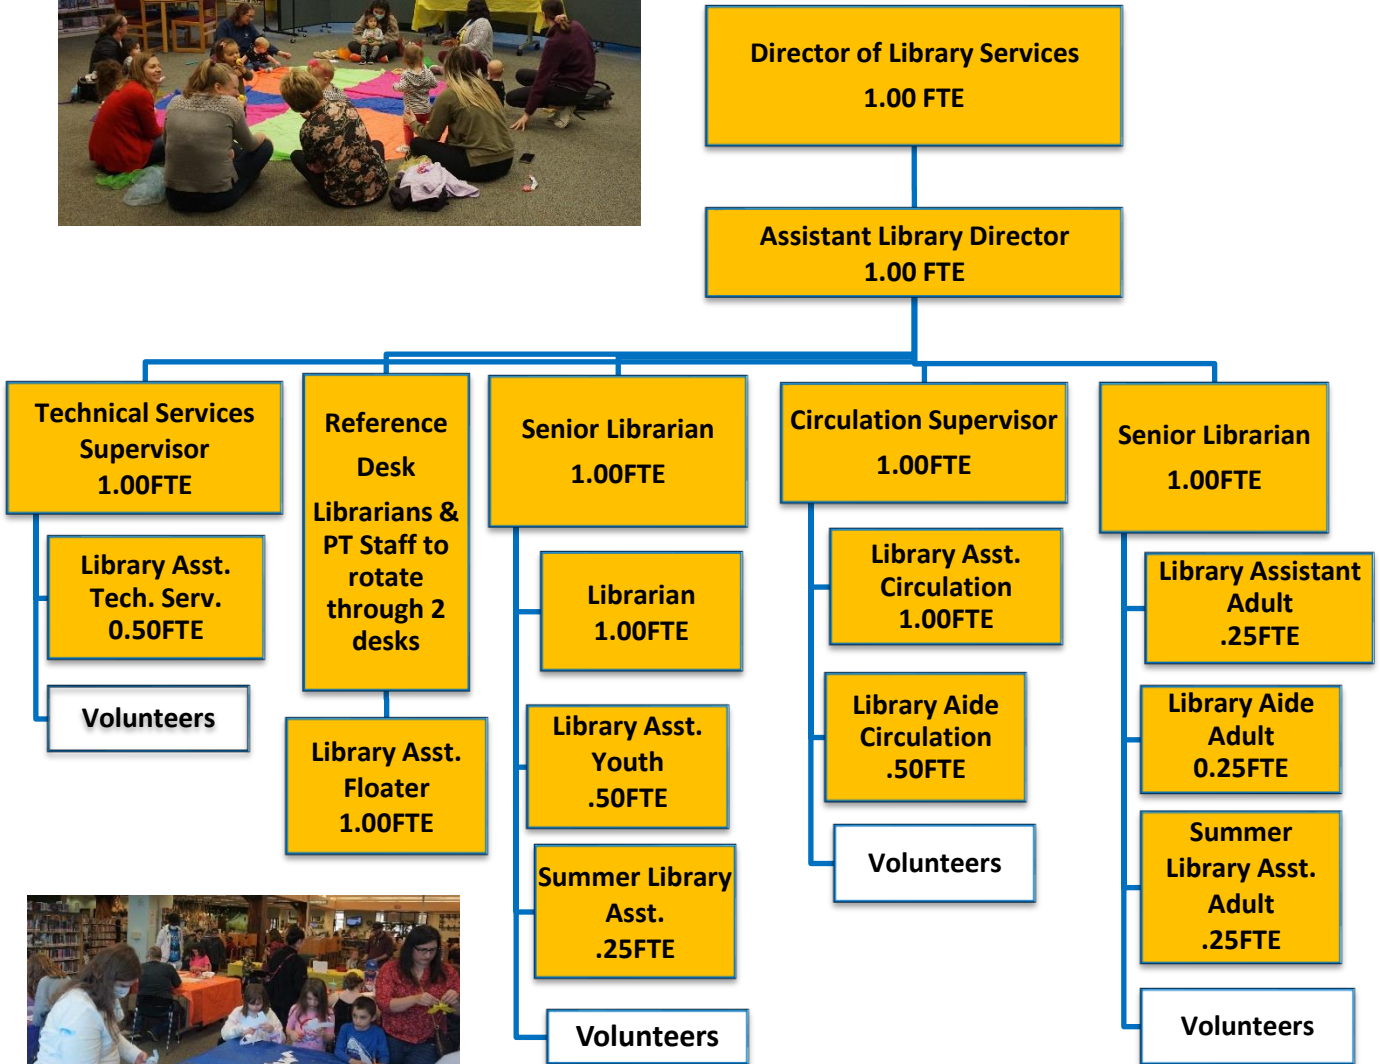 Director of Library Services
1.00 FTE
Assistant Library Director
1.00 FTE
Technical Services
Supervisor
1.00FTE
Library Asst.
Tech. Serv.
0.50FTE
Volunteers
Reference
Desk
Librarians &
PT Staff to
rotate
through 2
desks
Library Asst.
Floater
1.00FTE
Senior Librarian
1.00FTE
Librarian
1.00FTE
Library Asst.
Youth
.50FTE
Summer Library
Asst.
.25FTE
Volunteers
Circulation Supervisor
1.00FTE
Library Asst.
Circulation
1.00FTE
Library Aide
Circulation
.50FTE
Volunteers
Senior Librarian
1.00FTE
Library Assistant
Adult
.25FTE
Library Aide
Adult
0.25FTE
Summer
Library Asst.
Adult
.25FTE
Volunteers